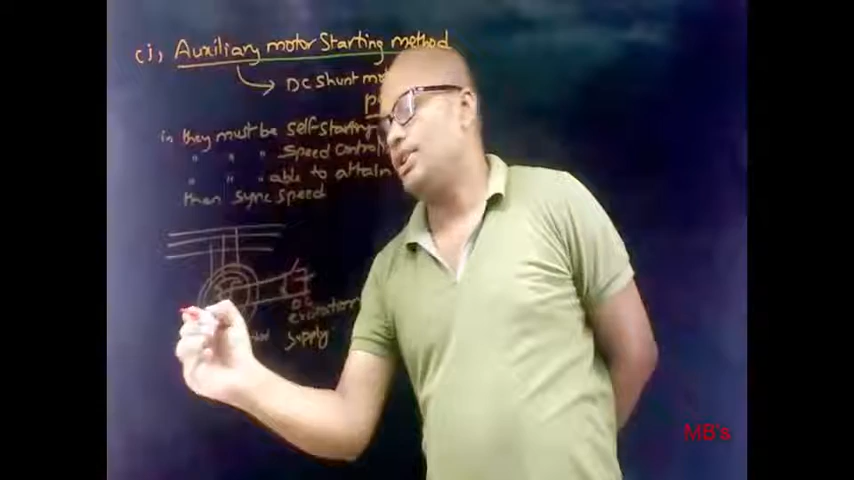 (i), Auxiliary motor Starting method
DC Shunt
in they must be self-starting
" " " Speed control
" " " able to attain
than sync speed
DC
excitation
supply
MB's